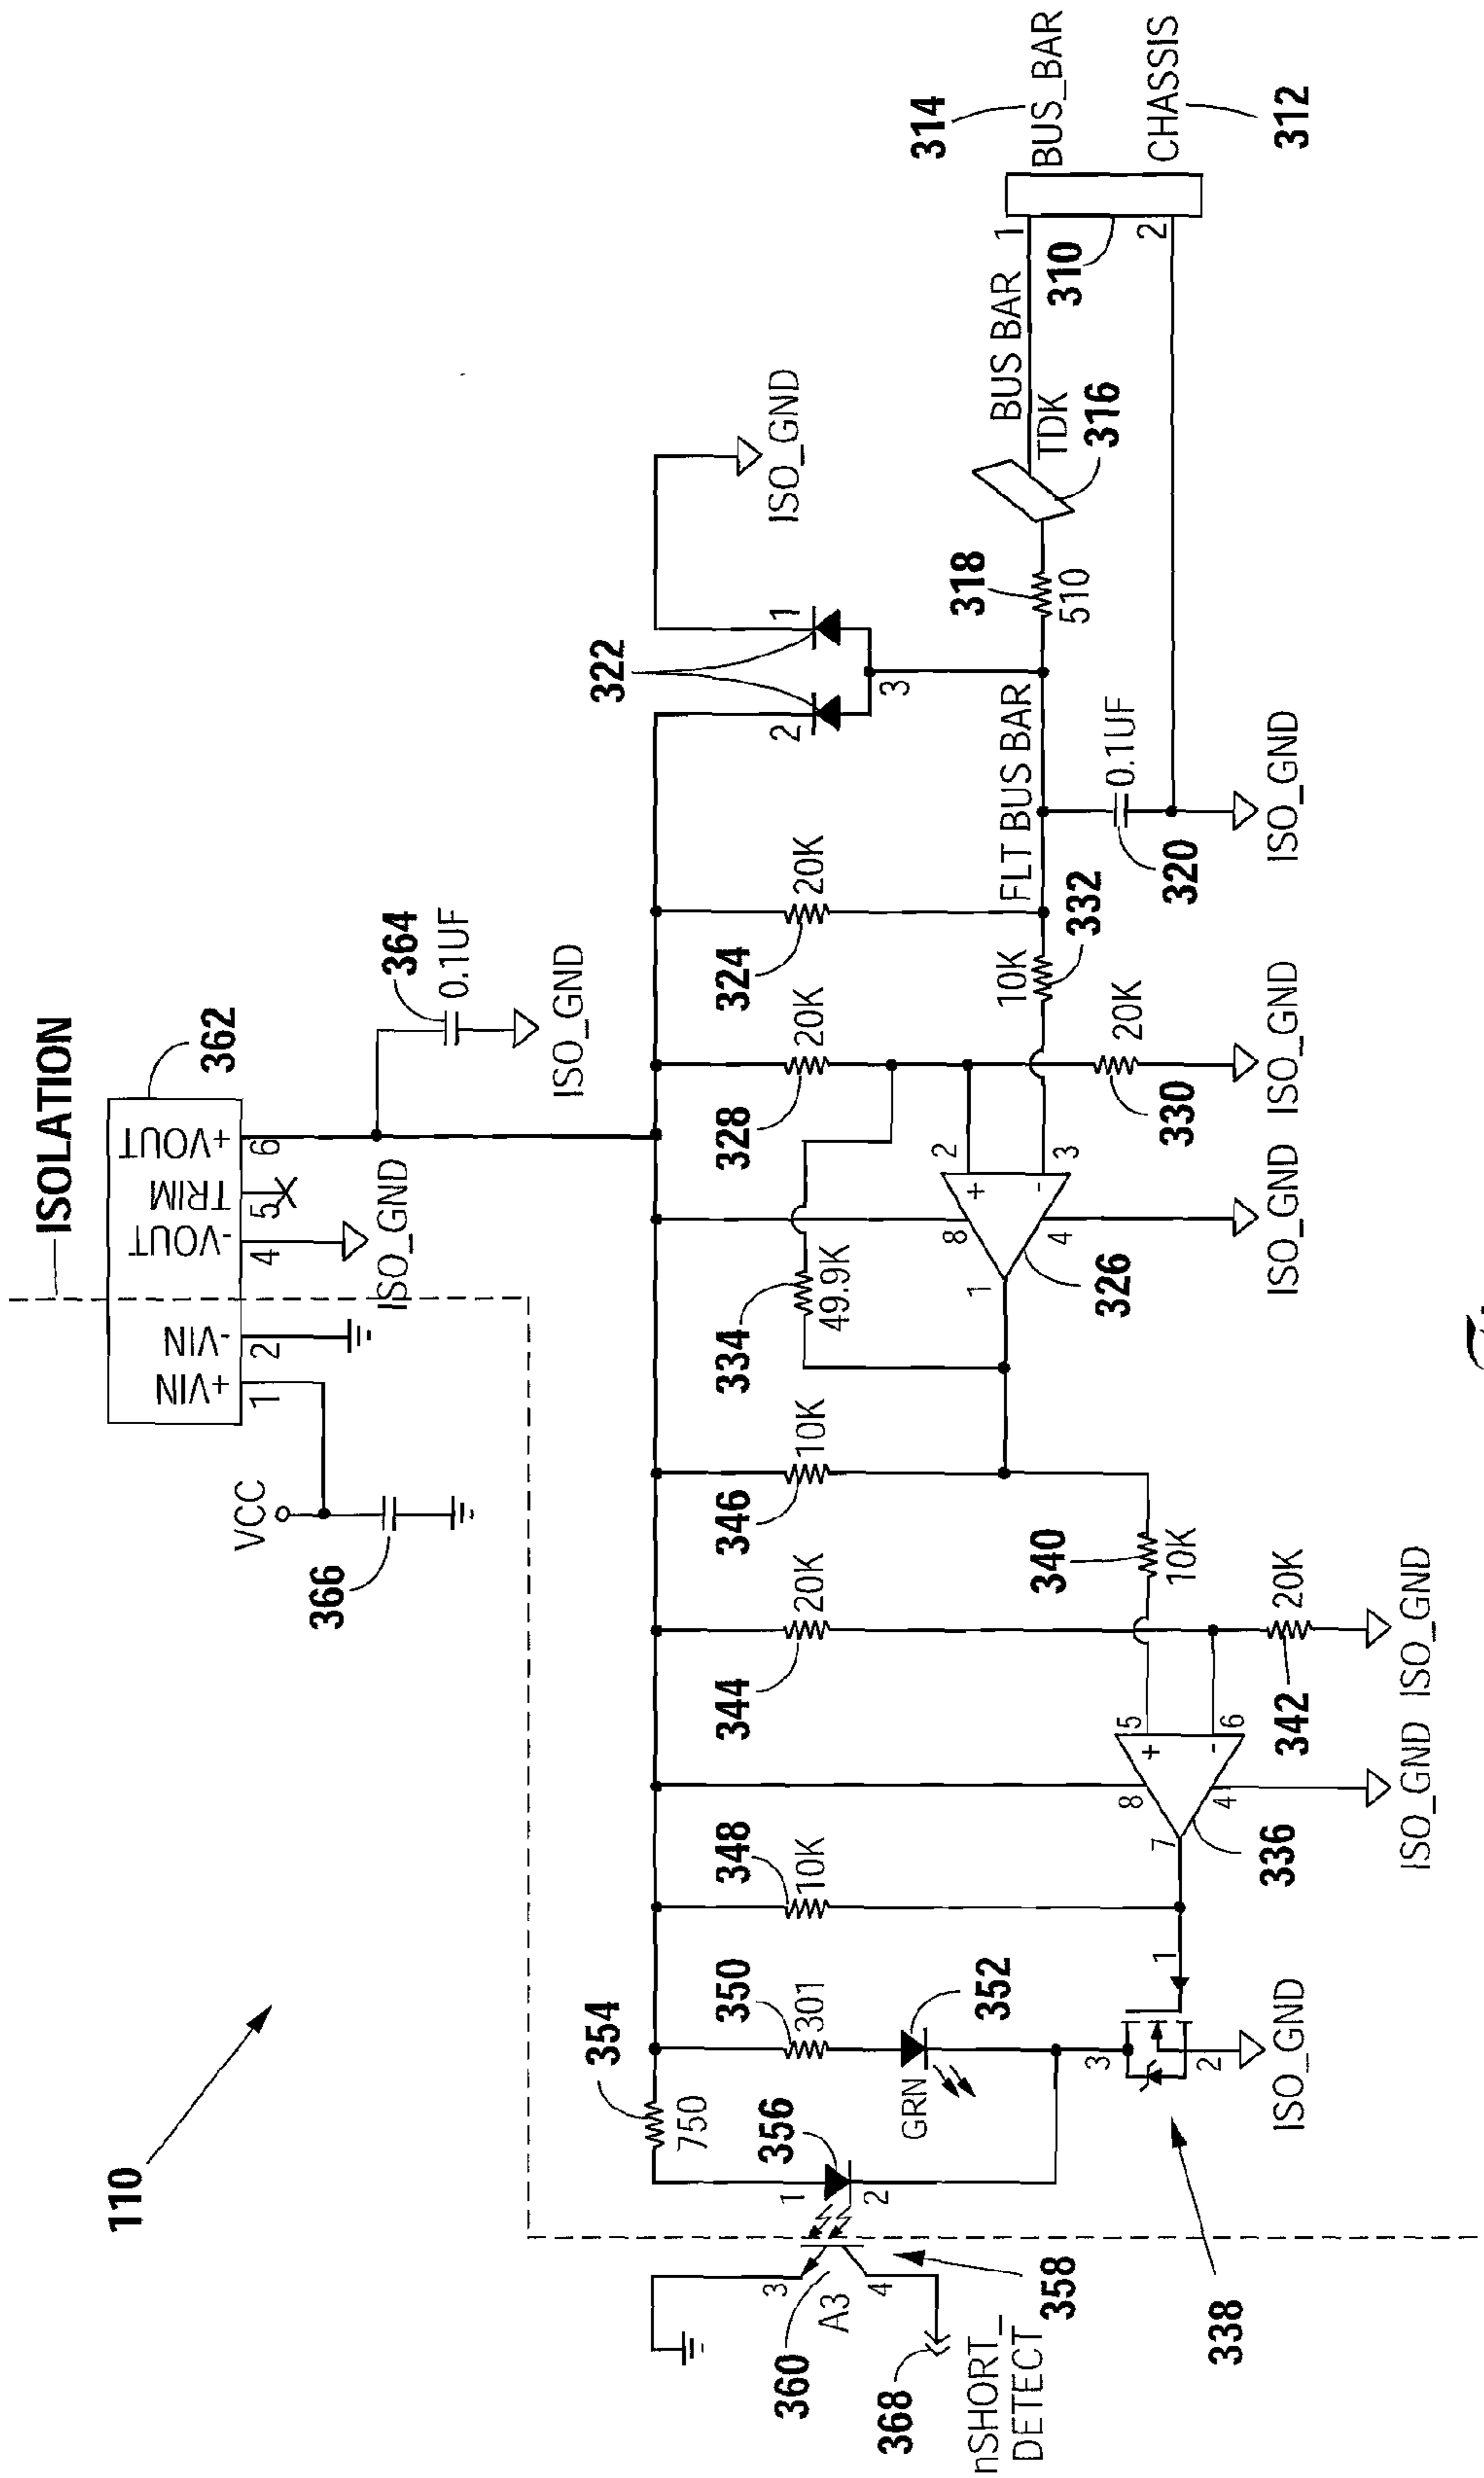 110
ISOLATION
362
+VIN
-VIN
-VOUT
TRIM
+VOUT
1
2
4
5
6
VCC
366
ISO_GND
364
0.1UF
ISO_GND
354
750
350
301
348
10K
344
20K
346
10K
334
49.9K
328
20K
324
20K
322
2
1
3
ISO_GND
314
BUS_BAR
CHASSIS
312
1
310
2
BUS BAR
TDK
316
318
510
FLT BUS BAR
320
0.1UF
ISO_GND
332
10K
330
20K
ISO_GND
2
+
3
-
8
4
1
326
ISO_GND
340
10K
342
20K
ISO_GND
5
+
6
-
8
4
7
336
ISO_GND
352
GRN
356
1
2
3
1
2
338
ISO_GND
3
A3
4
360
358
368
nSHORT_
DETECT